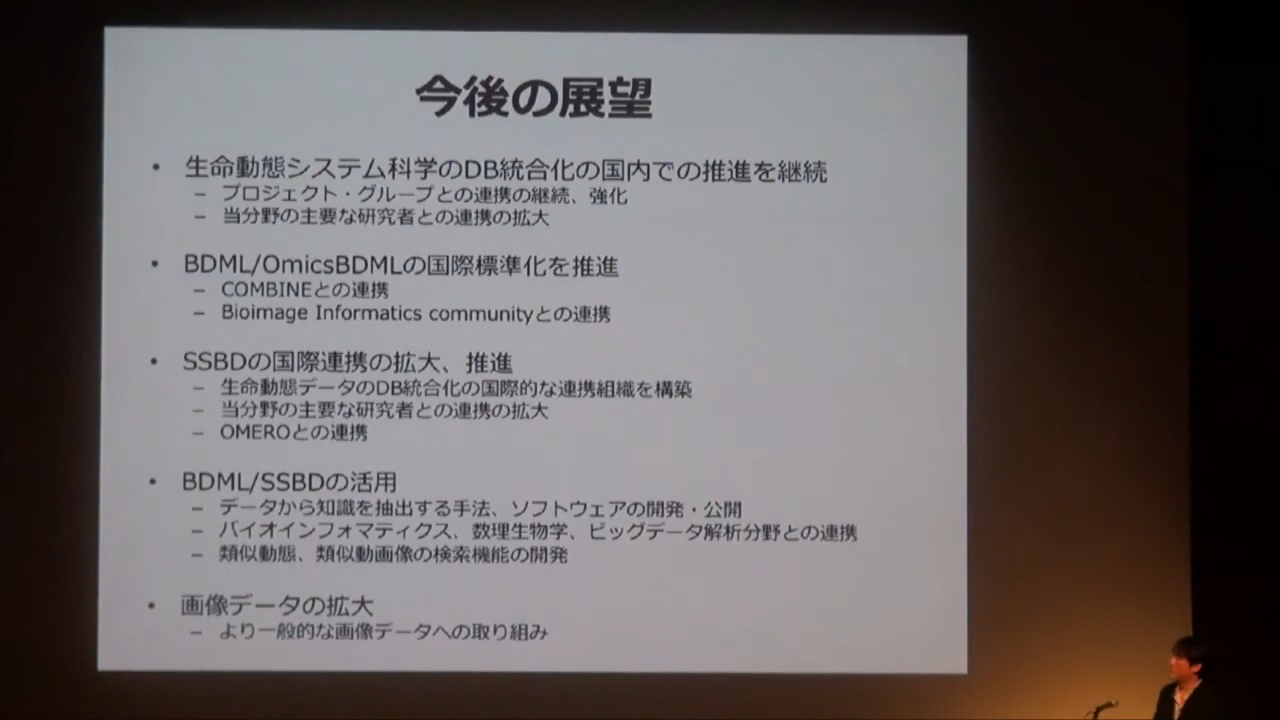 今後の展望
• 生命動態システム科学のDB統合化の国内での推進を継続
– プロジェクト・グループとの連携の継続、強化
– 当分野の主要な研究者との連携の拡大
• BDML/OmicsBDMLの国際標準化を推進
– COMBINEとの連携
– Bioimage Informatics communityとの連携
• SSBDの国際連携の拡大、推進
– 生命動態データのDB統合化の国際的な連携組織を構築
– 当分野の主要な研究者との連携の拡大
– OMEROとの連携
• BDML/SSBDの活用
– データから知識を抽出する手法、ソフトウェアの開発・公開
– バイオインフォマティクス、数理生物学、ビッグデータ解析分野との連携
– 類似動態、類似動画像の検索機能の開発
• 画像データの拡大
– より一般的な画像データへの取り組み